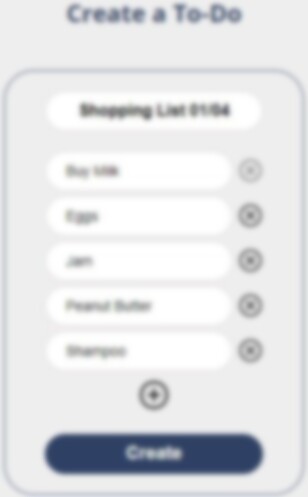 Create a To-Do
Shopping List 01/04
Buy Milk
Eggs
Jam
Peanut Butter
Shampoo
Create